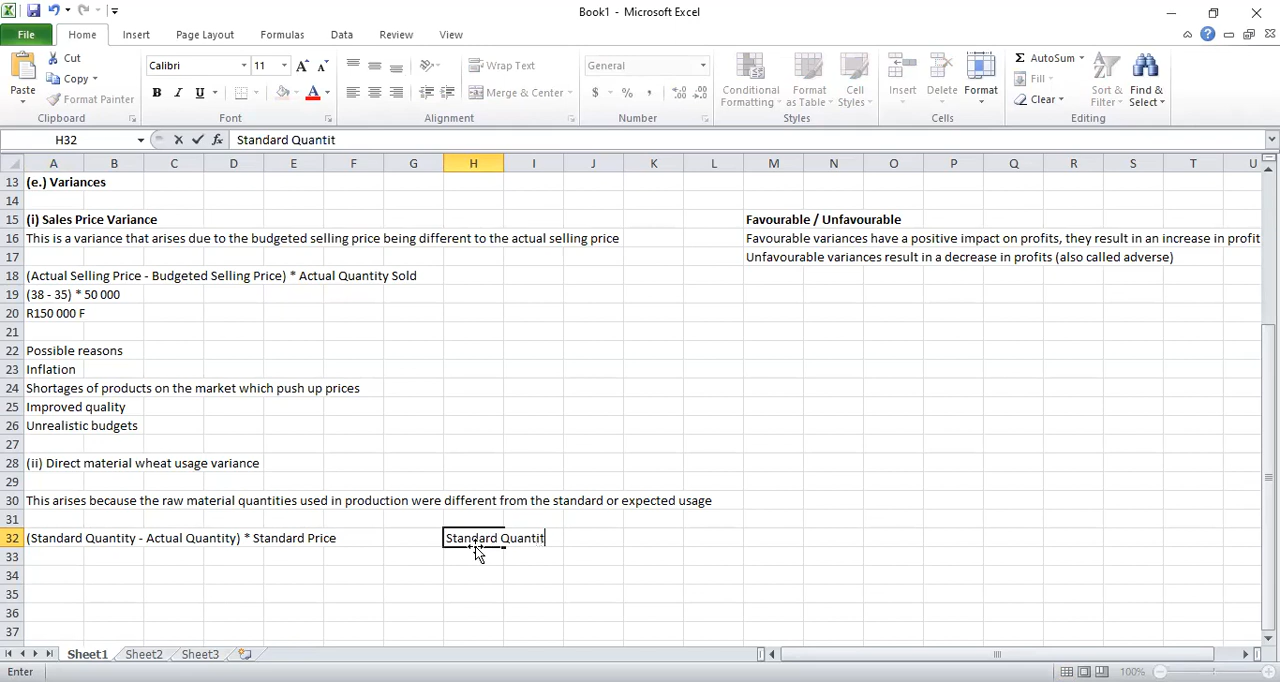 Book1 - Microsoft Excel
File Home Insert Page Layout Formulas Data Review View
Paste
Cut
Copy
Format Painter
Clipboard
Calibri 11
Font
Wrap Text
Merge & Center
Alignment
General
Number
Conditional Formatting
Format as Table
Cell Styles
Styles
Insert Delete Format
Cells
AutoSum
Fill
Clear
Sort & Filter
Find & Select
Editing
H32 Standard Quantit
A B C D E F G H I J K L M N O P Q R S T U
13 (e.) Variances
14
15 (i) Sales Price Variance Favourable / Unfavourable
16 This is a variance that arises due to the budgeted selling price being different to the actual selling price Favourable variances have a positive impact on profits, they result in an increase in profit
17 Unfavourable variances result in a decrease in profits (also called adverse)
18 (Actual Selling Price - Budgeted Selling Price) * Actual Quantity Sold
19 (38 - 35) * 50 000
20 R150 000 F
21
22 Possible reasons
23 Inflation
24 Shortages of products on the market which push up prices
25 Improved quality
26 Unrealistic budgets
27
28 (ii) Direct material wheat usage variance
29
30 This arises because the raw material quantities used in production were different from the standard or expected usage
31
32 (Standard Quantity - Actual Quantity) * Standard Price Standard Quantit
33
34
35
36
37
Sheet1 Sheet2 Sheet3
Enter 100%